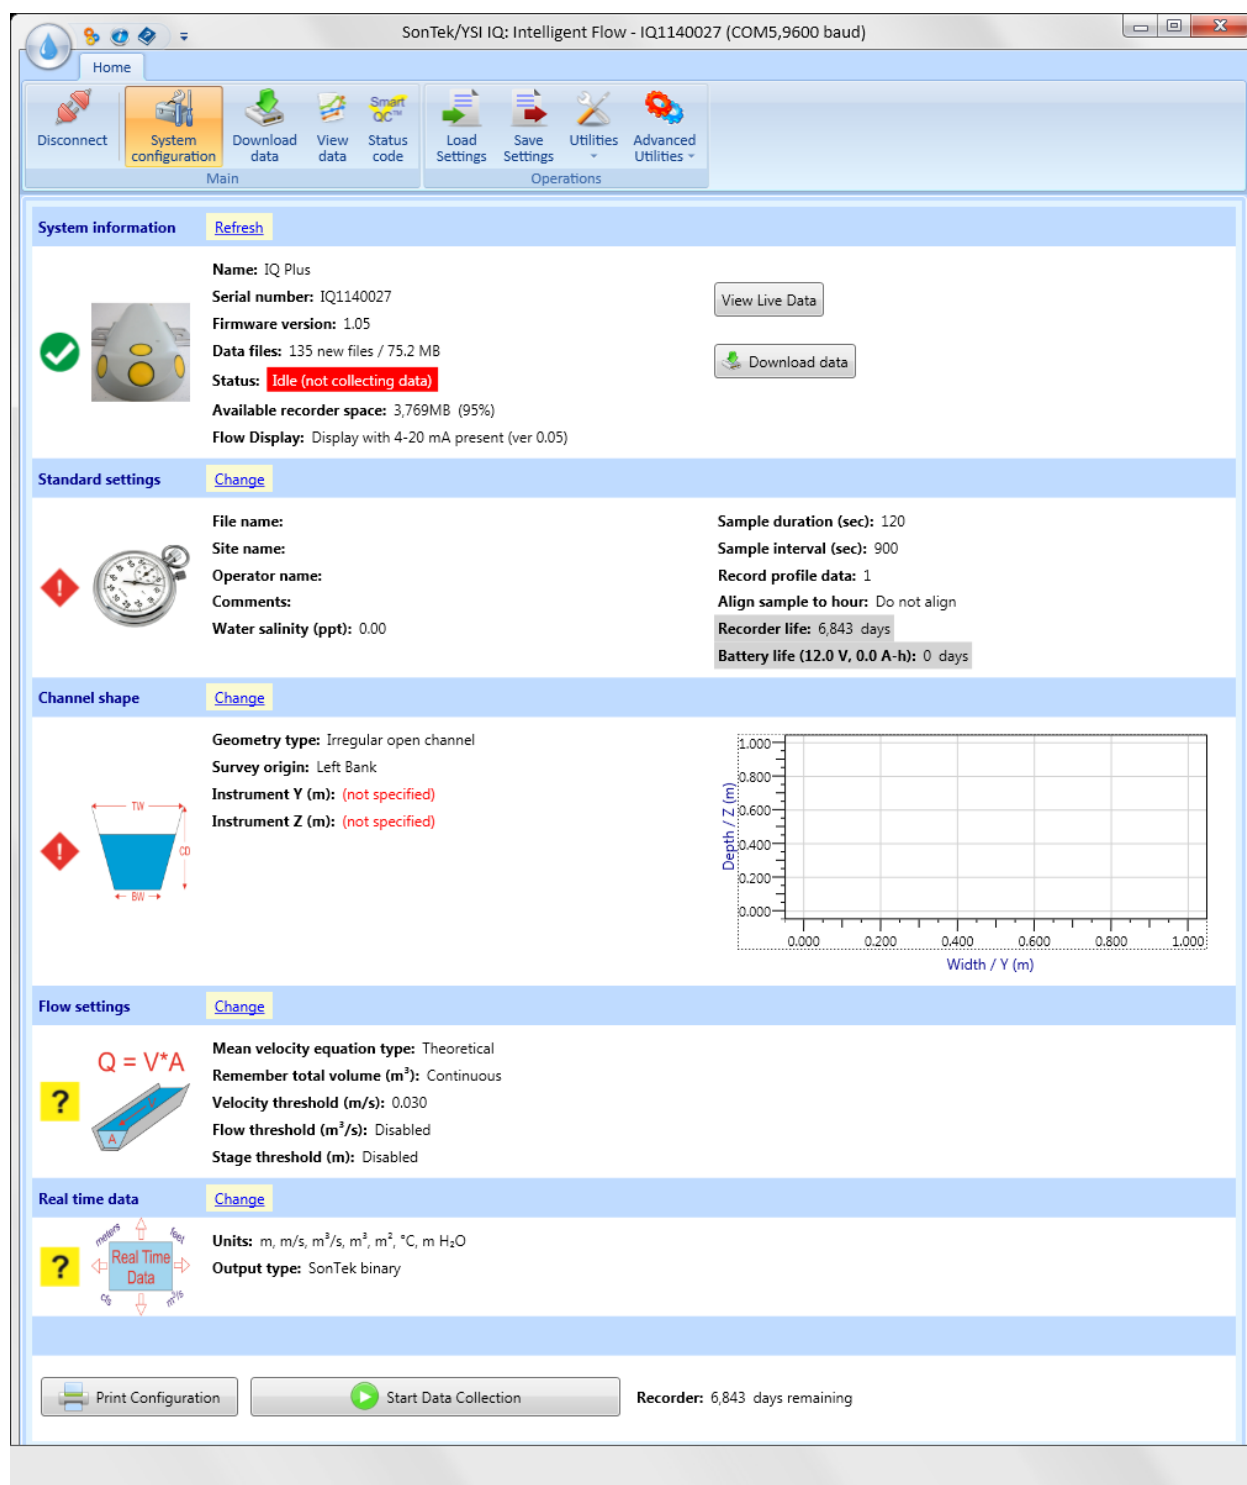 SonTek/YSI IQ: Intelligent Flow - IQ1140027 (COM5,9600 baud)
Home
Disconnect
System configuration
Download data
View data
Smart QC™
Status code
Load Settings
Save Settings
Utilities
Advanced Utilities
Main
Operations
System information Refresh
Name: IQ Plus
Serial number: IQ1140027
View Live Data
Firmware version: 1.05
Data files: 135 new files / 75.2 MB
Download data
Status: Idle (not collecting data)
Available recorder space: 3,769MB (95%)
Flow Display: Display with 4-20 mA present (ver 0.05)
Standard settings Change
File name:
Site name:
Operator name:
Comments:
Water salinity (ppt): 0.00
Sample duration (sec): 120
Sample interval (sec): 900
Record profile data: 1
Align sample to hour: Do not align
Recorder life: 6,843 days
Battery life (12.0 V, 0.0 A-h): 0 days
Channel shape Change
TW
CD
BW
Geometry type: Irregular open channel
Survey origin: Left Bank
Instrument Y (m): (not specified)
Instrument Z (m): (not specified)
Depth / Z (m)
1.000
0.800
0.600
0.400
0.200
0.000
0.000 0.200 0.400 0.600 0.800 1.000
Width / Y (m)
Flow settings Change
Q = V*A
A
Mean velocity equation type: Theoretical
Remember total volume (m³): Continuous
Velocity threshold (m/s): 0.030
Flow threshold (m³/s): Disabled
Stage threshold (m): Disabled
Real time data Change
meters
feet
Real Time
Data
cfs
m³/s
Units: m, m/s, m³/s, m³, m², °C, m H₂O
Output type: SonTek binary
Print Configuration
Start Data Collection
Recorder: 6,843 days remaining